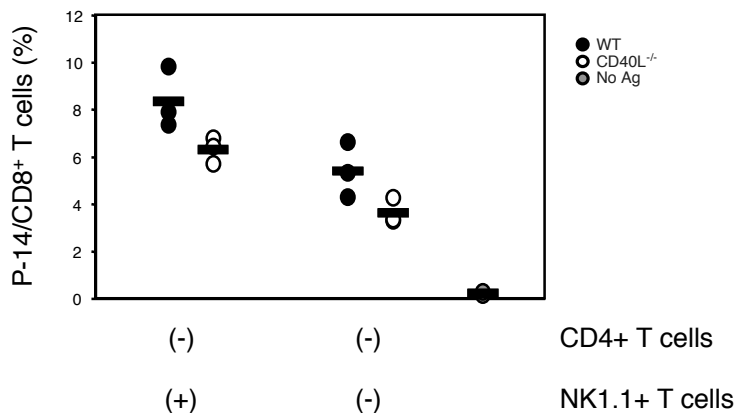 12
10
8
6
4
2
0
P-14/CD8⁺ T cells (%)
WT
CD40L⁻/⁻
No Ag
(-) (-) CD4+ T cells
(+) (-) NK1.1+ T cells